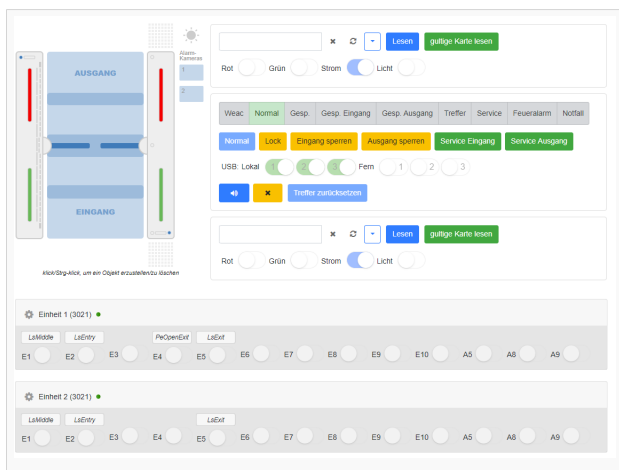 Alarm-
Kameras
1
2
AUSGANG
EINGANG
klick/Strg-klick, um ein Objekt erzustellen/zu löschen
Lesen gultige Karte lesen
Rot Grün Strom Licht
Weac Normal Gesp. Gesp. Eingang Gesp. Ausgang Treffer Service Feueralarm Notfall
Normal Lock Eingang sperren Ausgang sperren Service Eingang Service Ausgang
USB: Lokal 1 2 3 Fern 1 2 3
Treffer zurücksetzen
Lesen gultige Karte lesen
Rot Grün Strom Licht
Einheit 1 (3021)
LsMiddle LsEntry PeOpenExit LsExit
E1 E2 E3 E4 E5 E6 E7 E8 E9 E10 A5 A8 A9
Einheit 2 (3021)
LsMiddle LsEntry LsExit
E1 E2 E3 E4 E5 E6 E7 E8 E9 E10 A5 A8 A9